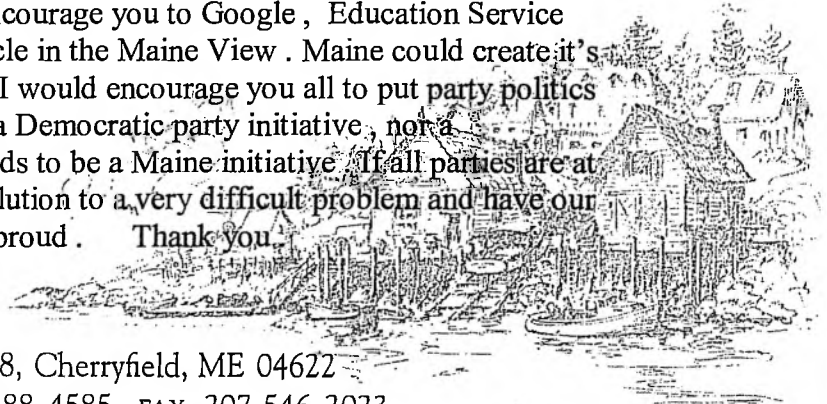 courage you to Google , Education Service
cle in the Maine View . Maine could create it's
I would encourage you all to put party politics
a Democratic party initiative , nor a
ds to be a Maine initiative . If all parties are at
lution to a very difficult problem and have our
proud . Thank you.
8, Cherryfield, ME 04622
88-4585 FAX 207-546-2023